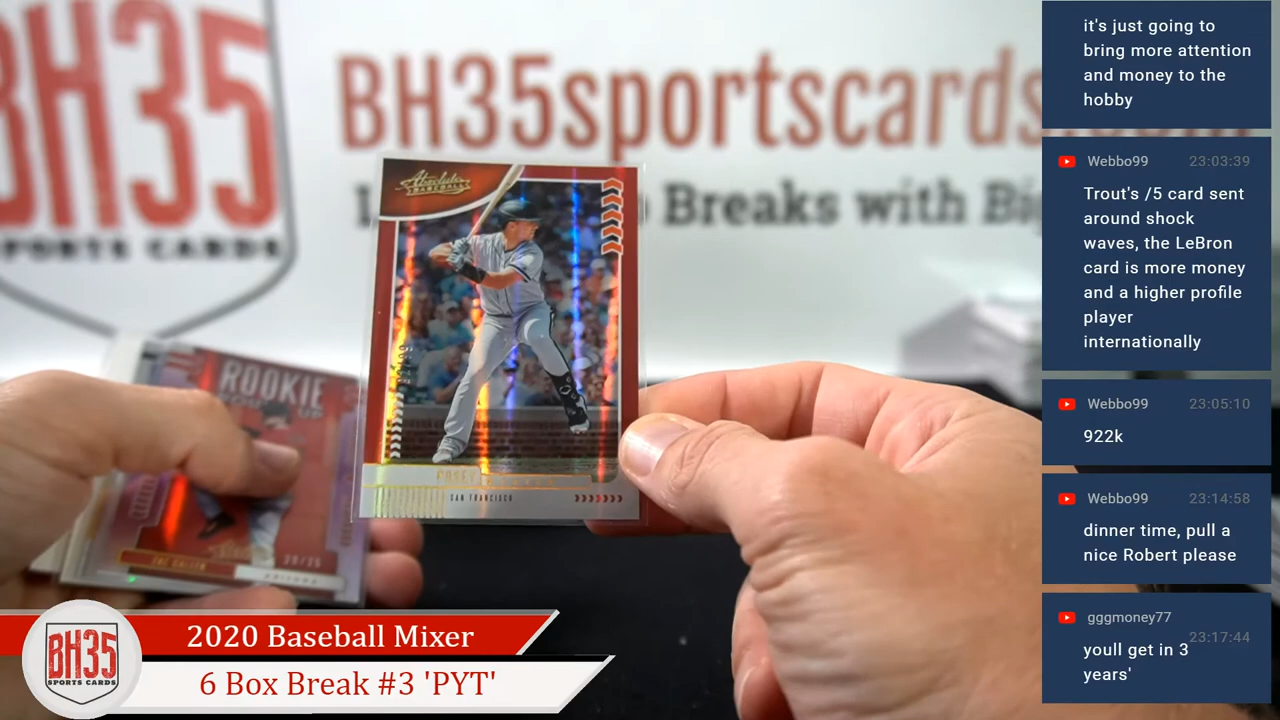 BH35
SPORTS CARDS
BH35sportscards.com
Breaks with
Absolute
BASEBALL
SAN FRANCISCO
ROOKIE
ZAC GALLEN
20/25
ARIZONA
it's just going to
bring more attention
and money to the
hobby
Webbo99 23:03:39
Trout's /5 card sent
around shock
waves, the LeBron
card is more money
and a higher profile
player
internationally
Webbo99 23:05:10
922k
Webbo99 23:14:58
dinner time, pull a
nice Robert please
gggmoney77 23:17:44
youll get in 3
years'
BH35
SPORTS CARDS
2020 Baseball Mixer
6 Box Break #3 'PYT'